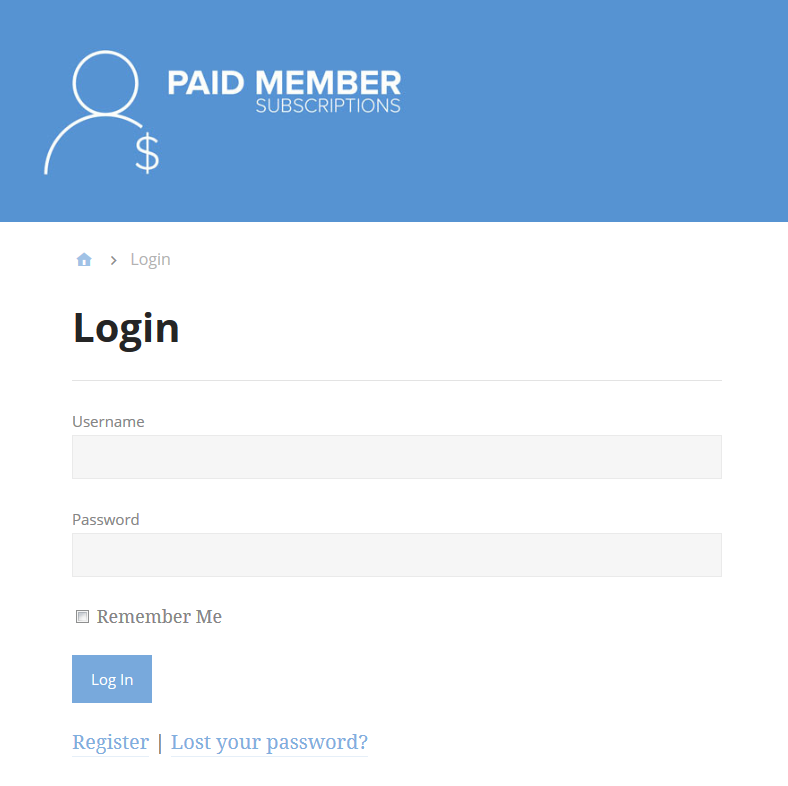 PAID MEMBER
SUBSCRIPTIONS
$
Login
Login
Username
Password
Remember Me
Log In
Register | Lost your password?